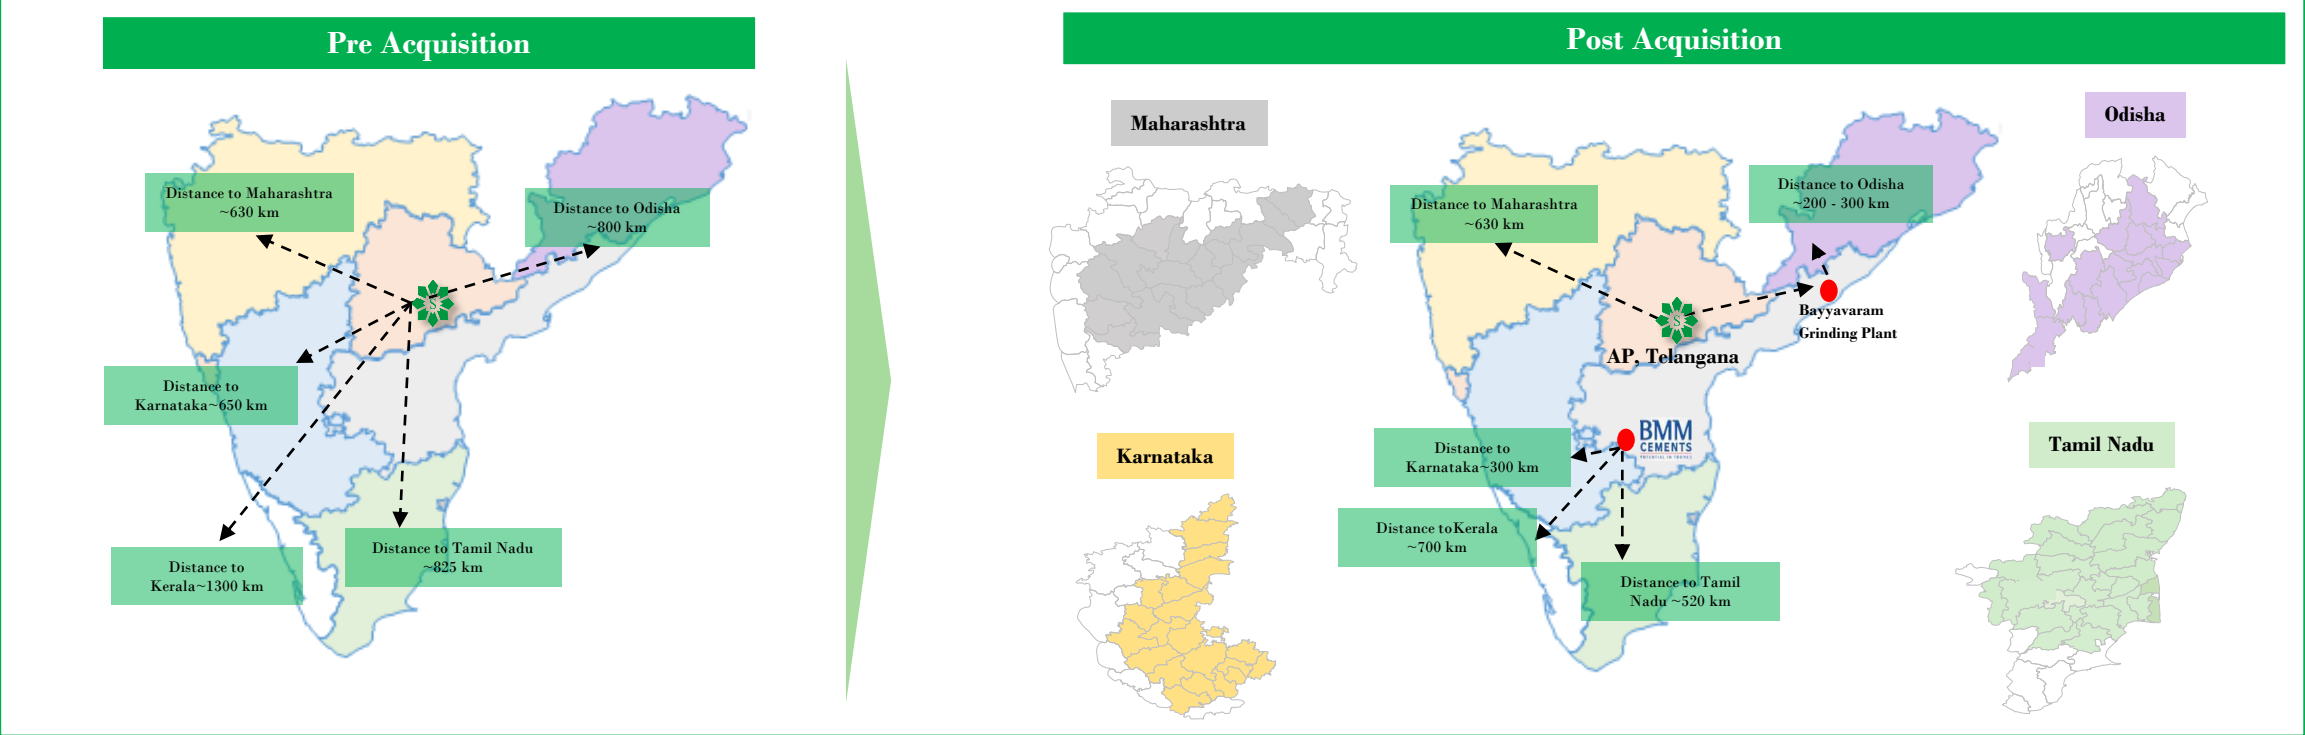 Pre Acquisition
Distance to Maharashtra
~630 km
Distance to Odisha
~800 km
S
Distance to
Karnataka~650 km
Distance to Tamil Nadu
~825 km
Distance to
Kerala~1300 km
Post Acquisition
Maharashtra
Karnataka
Distance to Maharashtra
~630 km
Distance to Odisha
~200 - 300 km
Bayyavaram
Grinding Plant
S
AP, Telangana
BMM
CEMENTS
Distance to
Karnataka~300 km
Distance toKerala
~700 km
Distance to Tamil
Nadu ~520 km
Odisha
Tamil Nadu